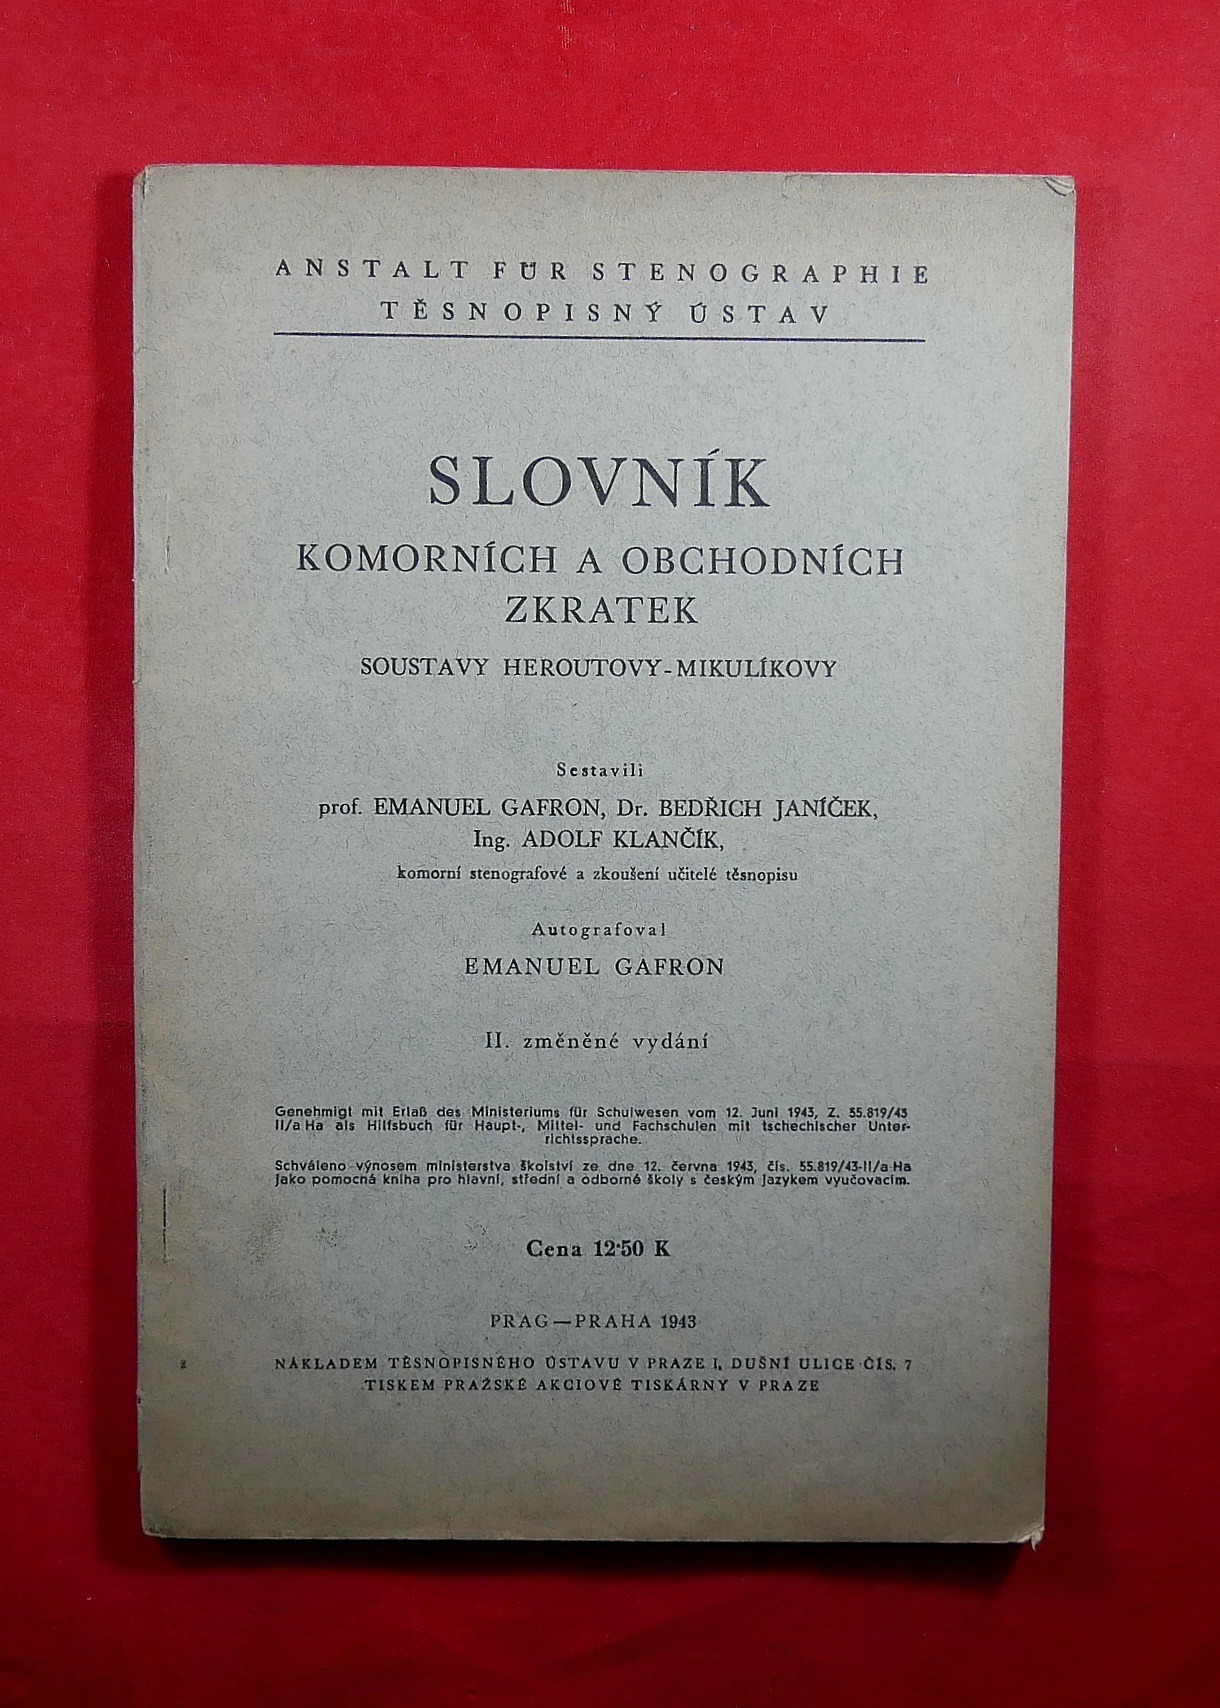 ANSTALT FÜR STENOGRAPHIE
TĚSNOPISNÝ ÚSTAV
SLOVNÍK
KOMORNÍCH A OBCHODNÍCH
ZKRATEK
SOUSTAVY HEROUTOVY-MIKULÍKOVY
Sestavili
prof. EMANUEL GAFRON, Dr. BEDŘICH JANÍČEK,
Ing. ADOLF KLANČÍK,
komorní stenografové a zkoušení učitelé těsnopisu
Autografoval
EMANUEL GAFRON
II. změněné vydání
Genehmigt mit Erlaß des Ministeriums für Schulwesen vom 12. Juni 1943, Z. 55.819/43
II/a Ha als Hilfsbuch für Haupt-, Mittel- und Fachschulen mit tschechischer Unter-
richtssprache.
Schváleno výnosem ministerstva školství ze dne 12. června 1943, čís. 55.819/43-II/a Ha
jako pomocná kniha pro hlavní, střední a odborné školy s českým jazykem vyučovacím.
Cena 12·50 K
PRAG—PRAHA 1943
NÁKLADEM TĚSNOPISNÉHO ÚSTAVU V PRAZE I, DUŠNÍ ULICE ČÍS. 7
TISKEM PRAŽSKÉ AKCIOVÉ TISKÁRNY V PRAZE